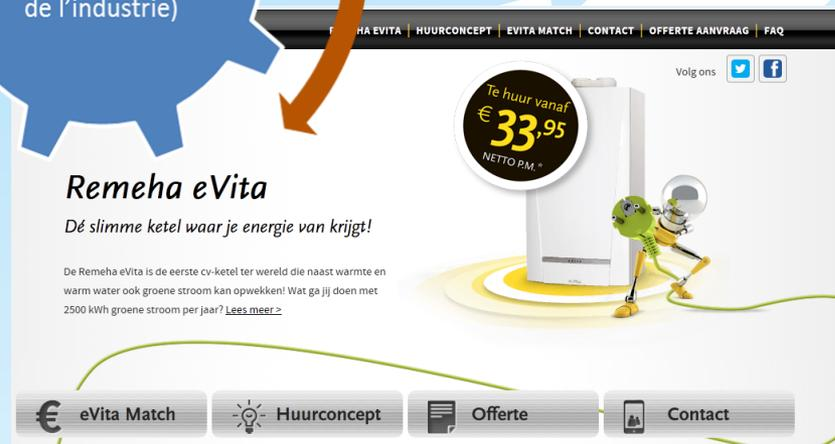 de l’industrie)
EVITA
HUURCONCEPT
EVITA MATCH
CONTACT
OFFERTE AANVRAAG
FAQ
Volg ons
Te huur vanaf
€ 33,95
NETTO P.M.*
Remeha eVita
Dé slimme ketel waar je energie van krijgt!
De Remeha eVita is de eerste cv-ketel ter wereld die naast warmte en
warm water ook groene stroom kan opwekken! Wat ga jij doen met
2500 kWh groene stroom per jaar? Lees meer >
eVita Match
Huurconcept
Offerte
Contact